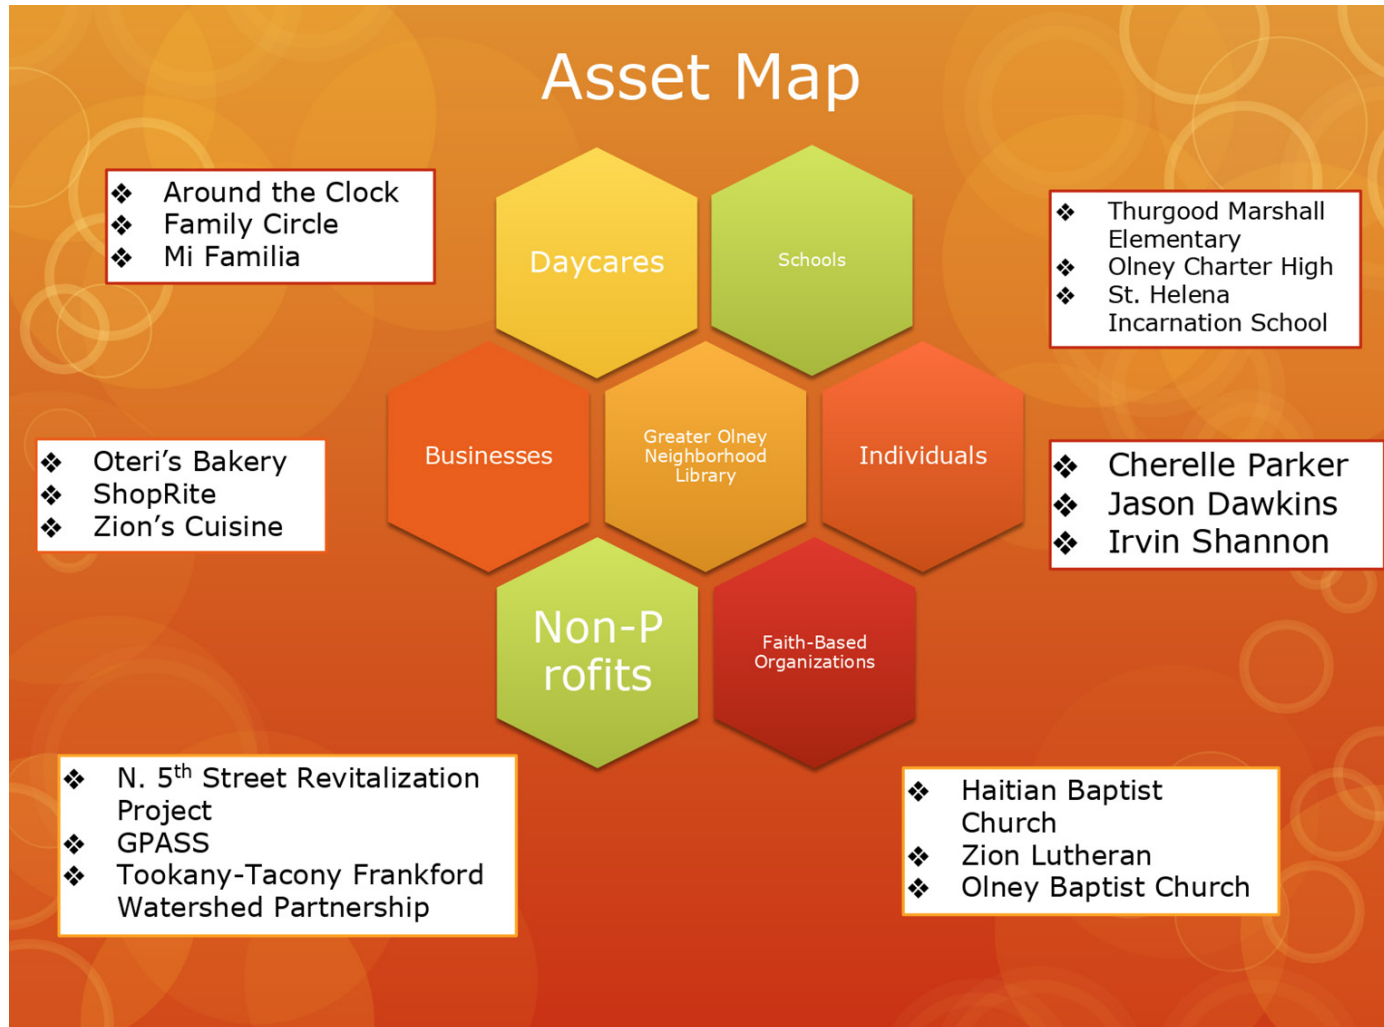 Asset Map
❖ Around the Clock
❖ Family Circle
❖ Mi Familia
Daycares
Schools
❖ Thurgood Marshall
Elementary
❖ Olney Charter High
❖ St. Helena
Incarnation School
❖ Oteri’s Bakery
❖ ShopRite
❖ Zion’s Cuisine
Businesses
Greater Olney
Neighborhood
Library
Individuals
❖ Cherelle Parker
❖ Jason Dawkins
❖ Irvin Shannon
Non-P
rofits
Faith-Based
Organizations
❖ N. 5th Street Revitalization
Project
❖ GPASS
❖ Tookany-Tacony Frankford
Watershed Partnership
❖ Haitian Baptist
Church
❖ Zion Lutheran
❖ Olney Baptist Church